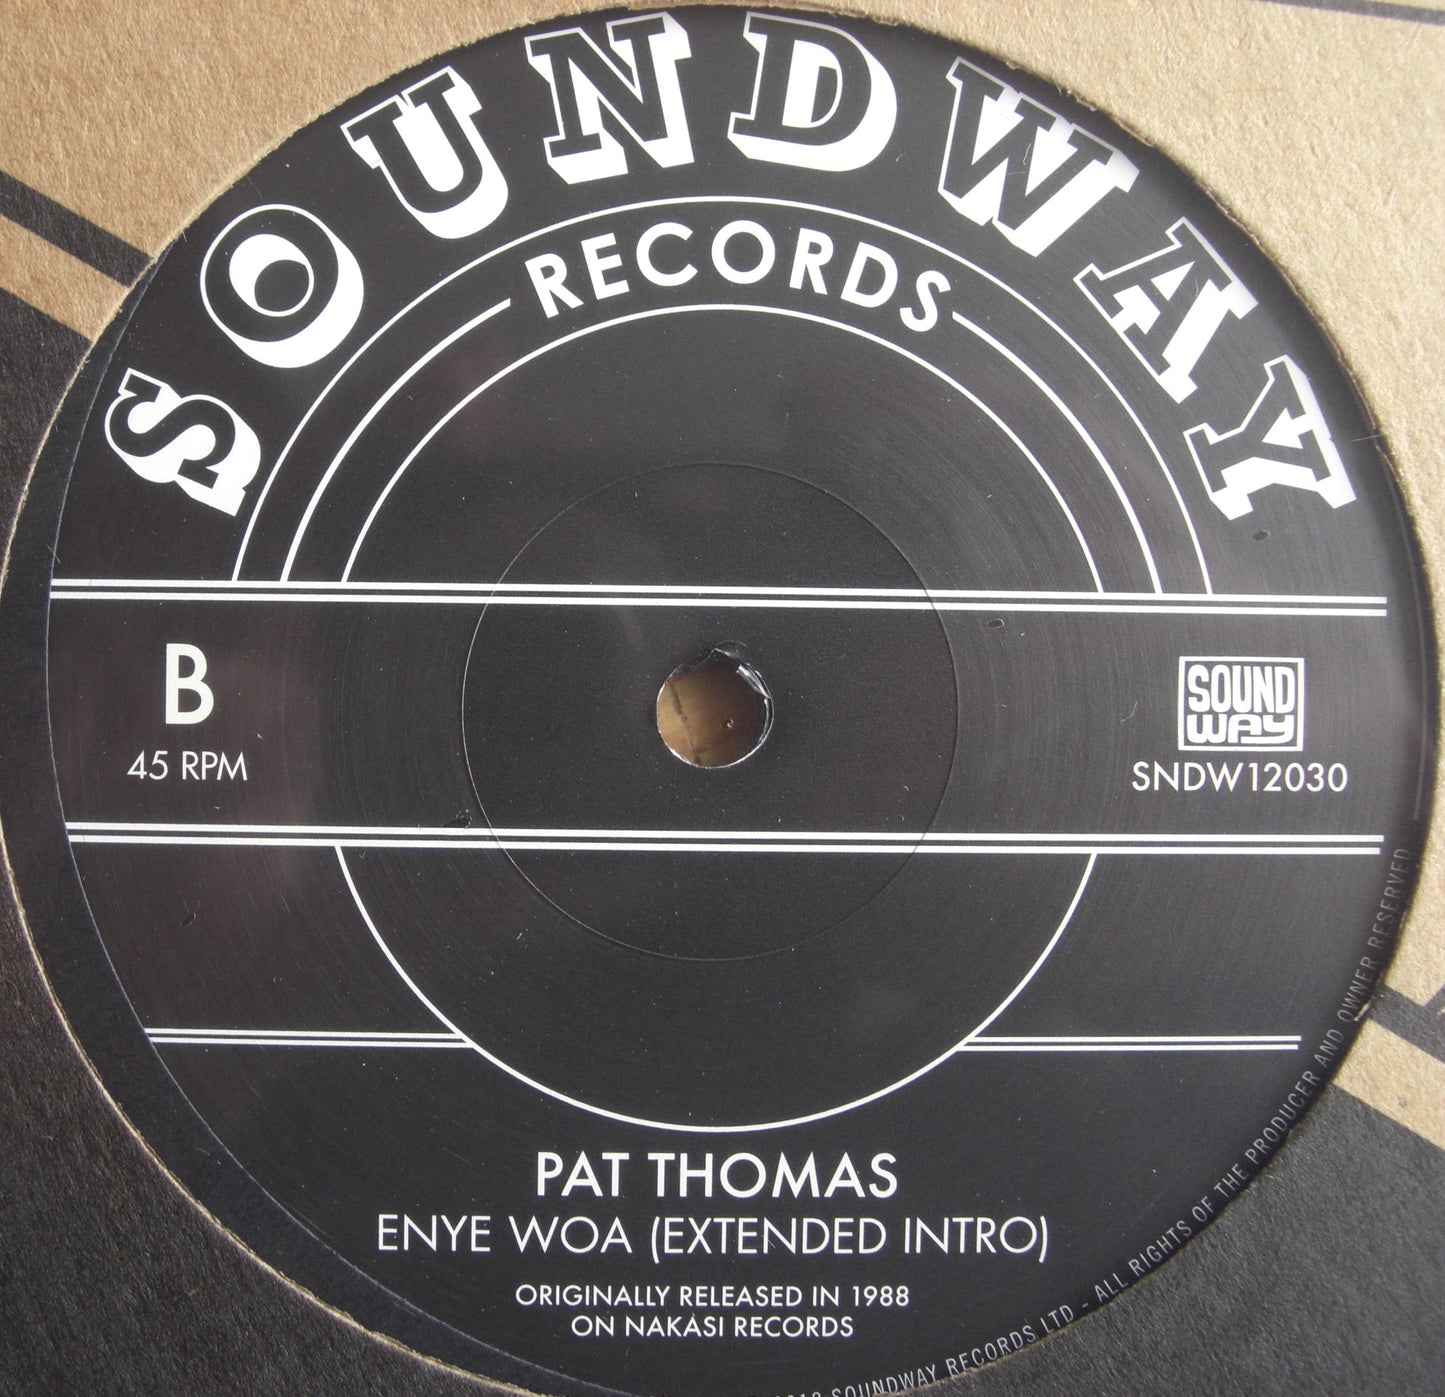 SOUNDWAY
RECORDS
B
45 RPM
SOUND
WAY
SNDW12030
PAT THOMAS
ENYE WOA (EXTENDED INTRO)
ORIGINALLY RELEASED IN 1988
ON NAKASI RECORDS
SOUNDWAY RECORDS LTD - ALL RIGHTS OF THE PRODUCER AND OWNER RESERVED